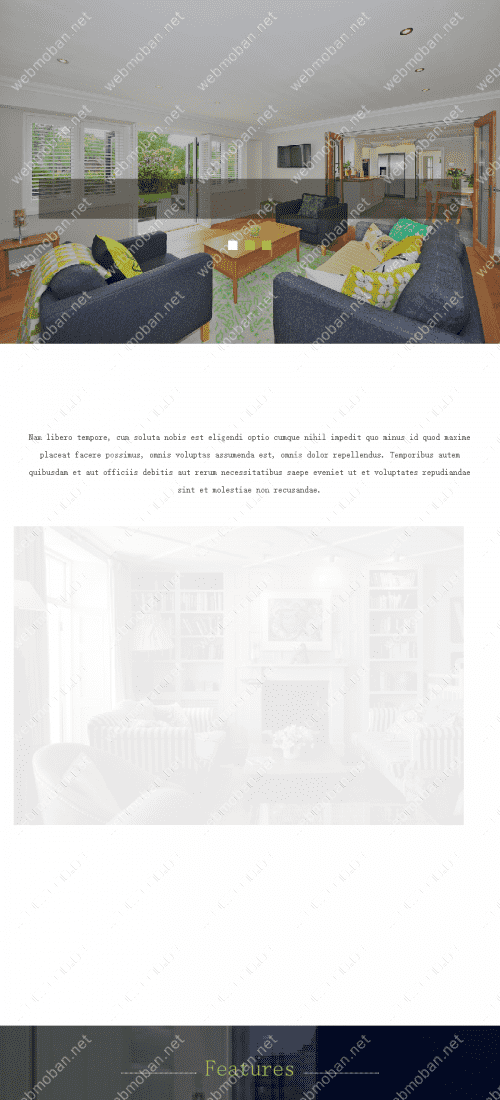 Nam libero tempore, cum soluta nobis est eligendi optio cumque nihil impedit quo minus id quod maxime
placeat facere possimus, omnis voluptas assumenda est, omnis dolor repellendus. Temporibus autem
quibusdam et aut officiis debitis aut rerum necessitatibus saepe eveniet ut et voluptates repudiandae
sint et molestiae non recusandae.
Features
webmoban.net